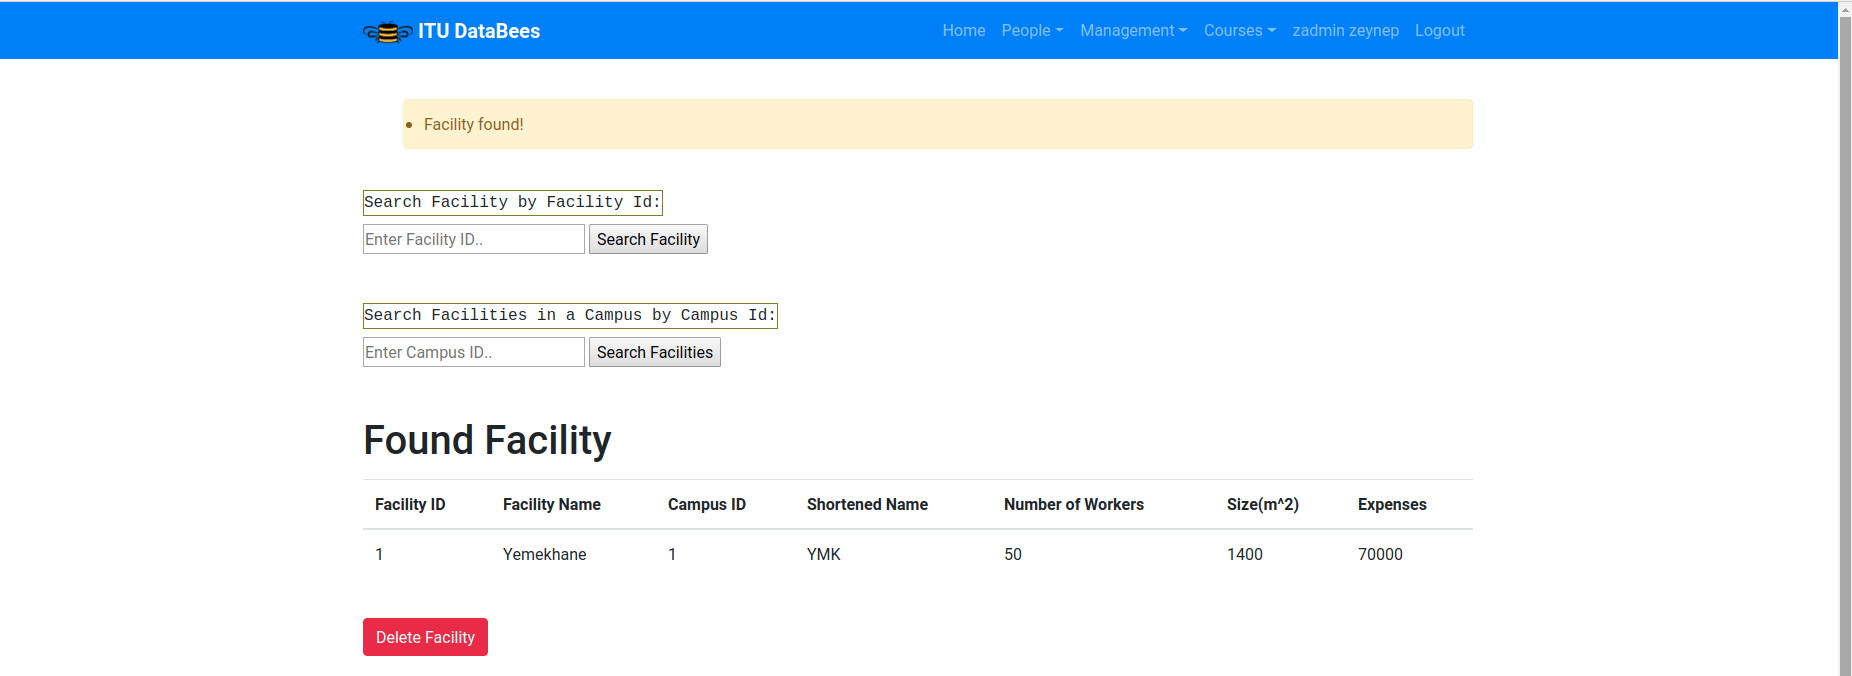 ITU DataBees Home People Management Courses zadmin zeynep Logout
Facility found!
Search Facility by Facility Id:
Enter Facility ID.. Search Facility
Search Facilities in a Campus by Campus Id:
Enter Campus ID.. Search Facilities
Found Facility
Facility ID Facility Name Campus ID Shortened Name Number of Workers Size(m^2) Expenses
1 Yemekhane 1 YMK 50 1400 70000
Delete Facility